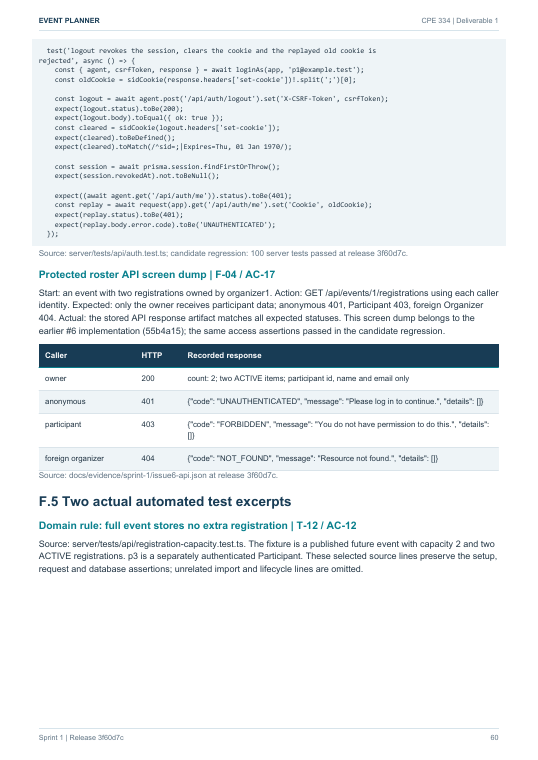 EVENT PLANNER
CPE 334 | Deliverable 1
test('logout revokes the session, clears the cookie and the replayed old cookie is
rejected', async () => {
const { agent, csrfToken, response } = await loginAs(app, 'p1@example.test');
const oldCookie = sidCookie(response.headers['set-cookie'])!.split(';')[0];
const logout = await agent.post('/api/auth/logout').set('X-CSRF-Token', csrfToken);
expect(logout.status).toBe(200);
expect(logout.body).toEqual({ ok: true });
const cleared = sidCookie(logout.headers['set-cookie']);
expect(cleared).toBeDefined();
expect(cleared).toMatch(/^sid=;|Expires=Thu, 01 Jan 1970/);
const session = await prisma.session.findFirstOrThrow();
expect(session.revokedAt).not.toBeNull();
expect((await agent.get('/api/auth/me')).status).toBe(401);
const replay = await request(app).get('/api/auth/me').set('Cookie', oldCookie);
expect(replay.status).toBe(401);
expect(replay.body.error.code).toBe('UNAUTHENTICATED');
});
Source: server/tests/api/auth.test.ts; candidate regression: 100 server tests passed at release 3f60d7c.
Protected roster API screen dump | F-04 / AC-17
Start: an event with two registrations owned by organizer1. Action: GET /api/events/1/registrations using each caller
identity. Expected: only the owner receives participant data; anonymous 401, Participant 403, foreign Organizer
404. Actual: the stored API response artifact matches all expected statuses. This screen dump belongs to the
earlier #6 implementation (55b4a15); the same access assertions passed in the candidate regression.
Caller HTTP Recorded response
owner 200 count: 2; two ACTIVE items; participant id, name and email only
anonymous 401 {"code": "UNAUTHENTICATED", "message": "Please log in to continue.", "details": []}
participant 403 {"code": "FORBIDDEN", "message": "You do not have permission to do this.", "details":
[]}
foreign organizer 404 {"code": "NOT_FOUND", "message": "Resource not found.", "details": []}
Source: docs/evidence/sprint-1/issue6-api.json at release 3f60d7c.
F.5 Two actual automated test excerpts
Domain rule: full event stores no extra registration | T-12 / AC-12
Source: server/tests/api/registration-capacity.test.ts. The fixture is a published future event with capacity 2 and two
ACTIVE registrations. p3 is a separately authenticated Participant. These selected source lines preserve the setup,
request and database assertions; unrelated import and lifecycle lines are omitted.
Sprint 1 | Release 3f60d7c
60